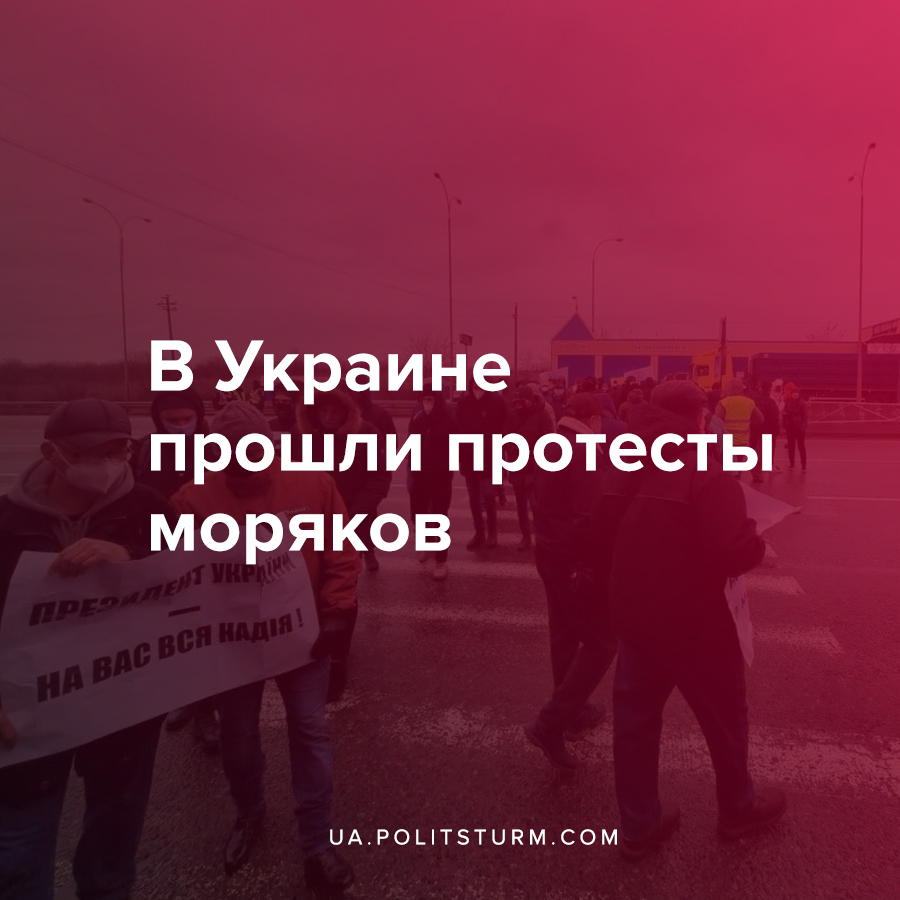 В Украине
прошли протесты
моряков
ПРЕЗИДЕНТ УКРАЇНИ
—
НА ВАС ВСЯ НАДІЯ!
UA.POLITSTURM.COM